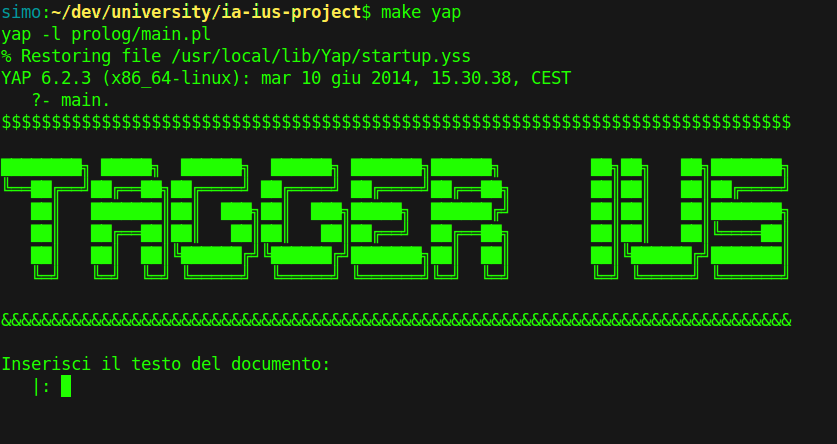 simo:~/dev/university/ia-ius-project$ make yap
yap -l prolog/main.pl
% Restoring file /usr/local/lib/Yap/startup.yss
YAP 6.2.3 (x86_64-linux): mar 10 giu 2014, 15.30.38, CEST
?- main.
$$$$$$$$$$$$$$$$$$$$$$$$$$$$$$$$$$$$$$$$$$$$$$$$$$$$$$$$$$$$$$$$$$$$$$$$$$$$$$$
TAGGER IUS
&&&&&&&&&&&&&&&&&&&&&&&&&&&&&&&&&&&&&&&&&&&&&&&&&&&&&&&&&&&&&&&&&&&&&&&&&&&&&&&
Inserisci il testo del documento:
|: